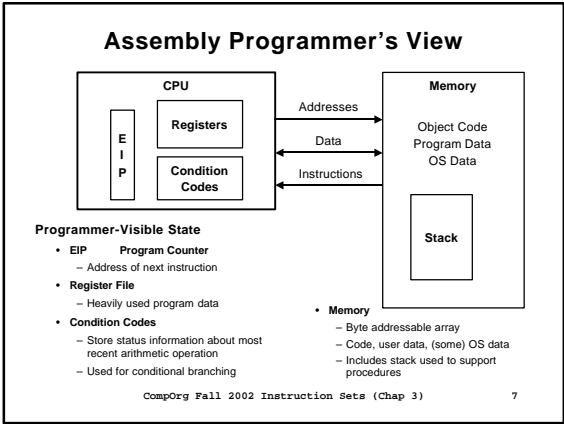 Assembly Programmer’s View
CPU
Memory
E
I
P
Registers
Condition
Codes
Addresses
Data
Instructions
Object Code
Program Data
OS Data
Stack
Programmer-Visible State
• EIP Program Counter
– Address of next instruction
• Register File
– Heavily used program data
• Condition Codes
– Store status information about most
recent arithmetic operation
– Used for conditional branching
• Memory
– Byte addressable array
– Code, user data, (some) OS data
– Includes stack used to support
procedures
CompOrg Fall 2002 Instruction Sets (Chap 3) 7